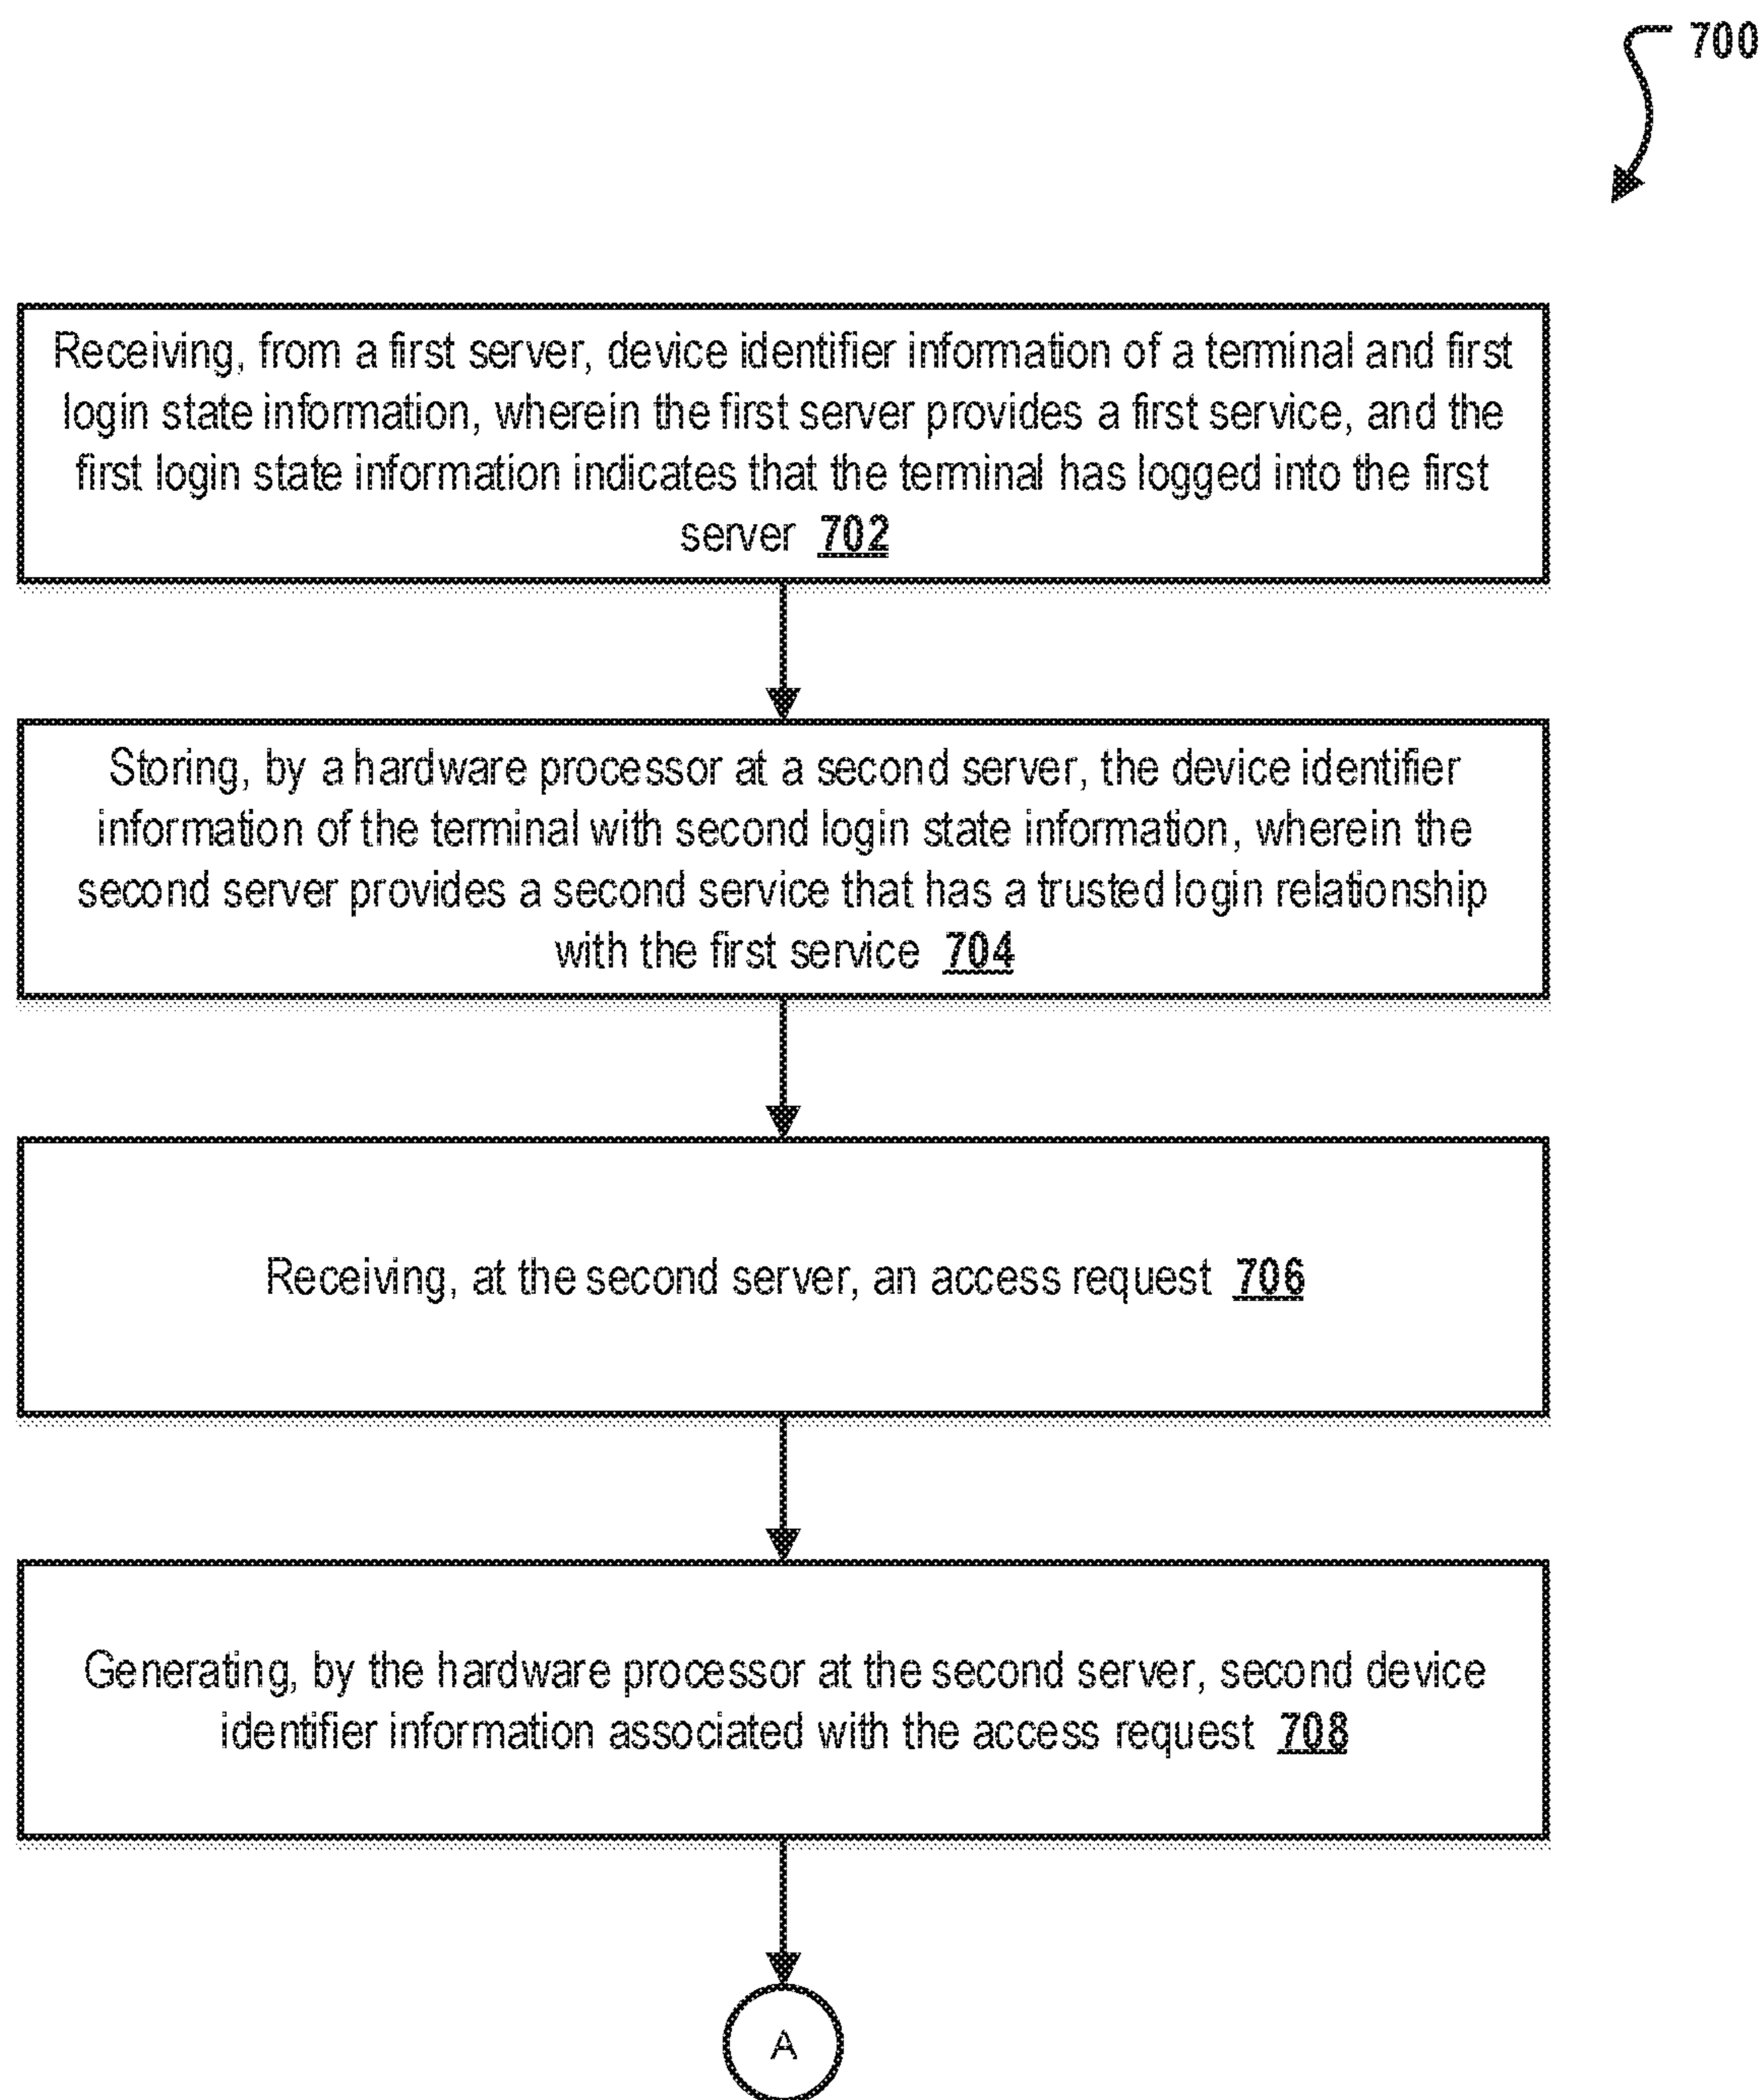 700
Receiving, from a first server, device identifier information of a terminal and first
login state information, wherein the first server provides a first service, and the
first login state information indicates that the terminal has logged into the first
server 702
Storing, by a hardware processor at a second server, the device identifier
information of the terminal with second login state information, wherein the
second server provides a second service that has a trusted login relationship
with the first service 704
Receiving, at the second server, an access request 706
Generating, by the hardware processor at the second server, second device
identifier information associated with the access request 708
A